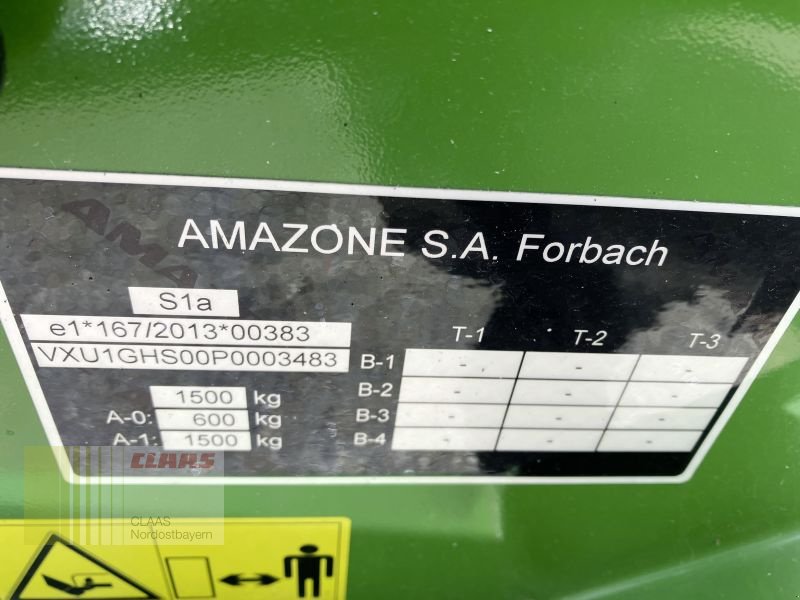 AMAZONE S.A. Forbach
S1a
e1*167/2013*00383
VXU1GHS00P0003483
1500 kg
A-0: 600 kg
A-1: 1500 kg
T-1 T-2 T-3
B-1 - - -
B-2 - - -
B-3 - - -
B-4 - - -
AMA
CLAAS
CLAAS
Nordostbayern